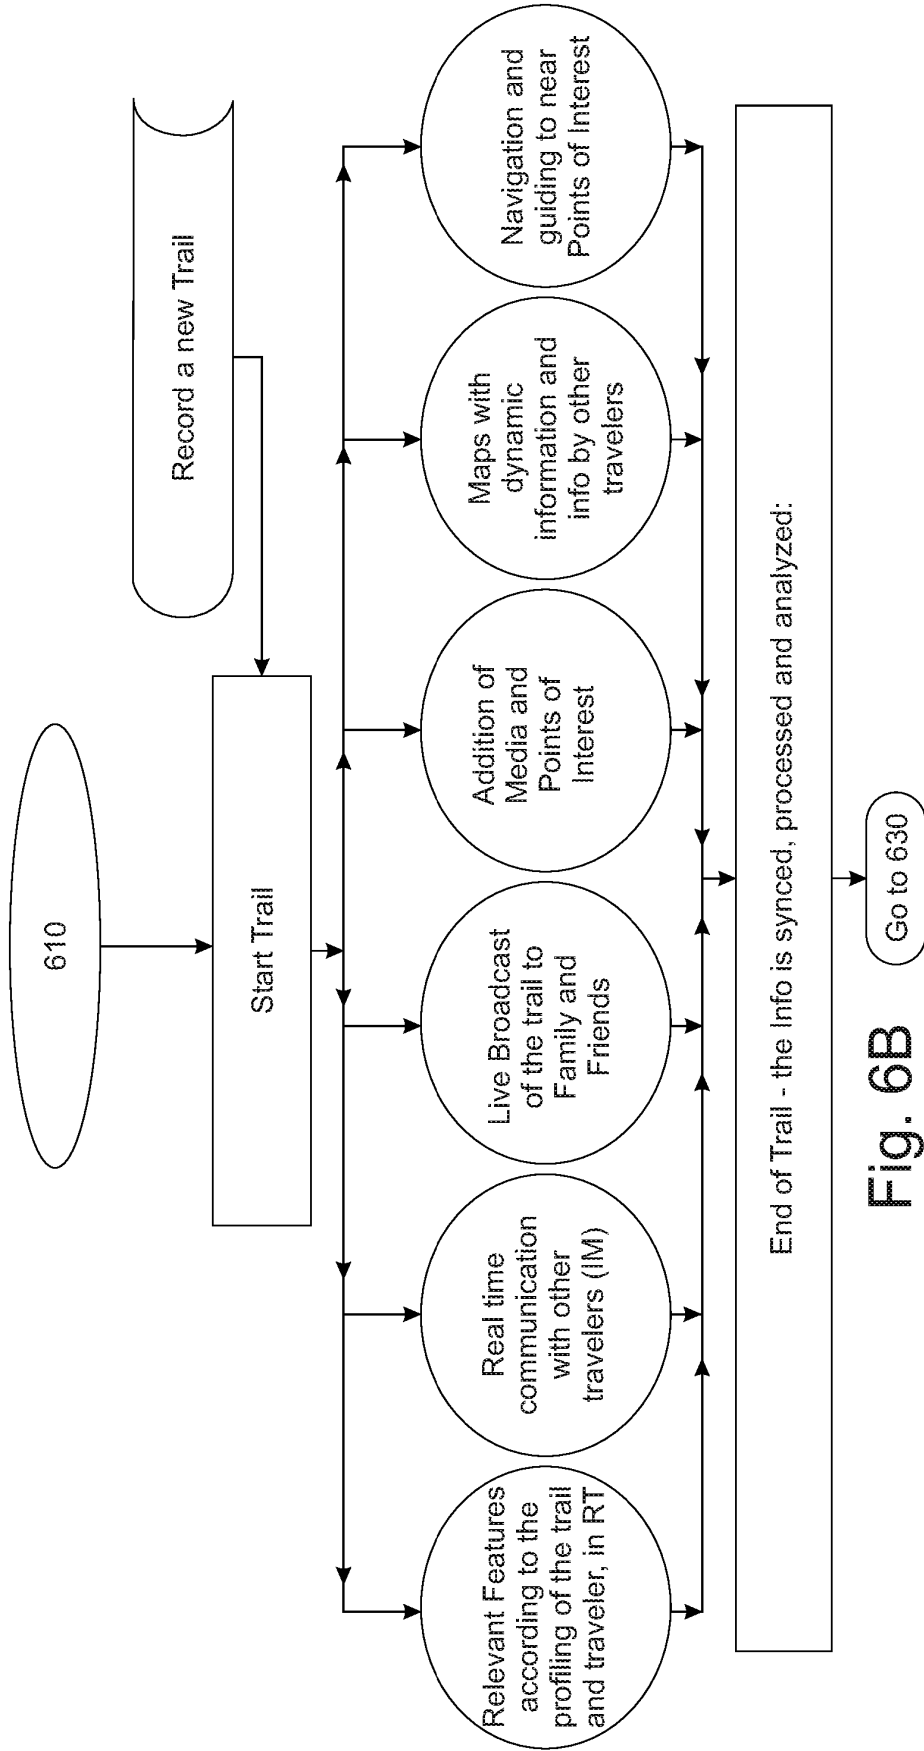 610
Record a new Trail
Start Trail
Relevant Features
according to the
profiling of the trail
and traveler, in RT
Real time
communication
with other
travelers (IM)
Live Broadcast
of the trail to
Family and
Friends
Addition of
Media and
Points of
Interest
Maps with
dynamic
information and
info by other
travelers
Navigation and
guiding to near
Points of Interest
End of Trail - the Info is synced, processed and analyzed:
Go to 630
Fig. 6B